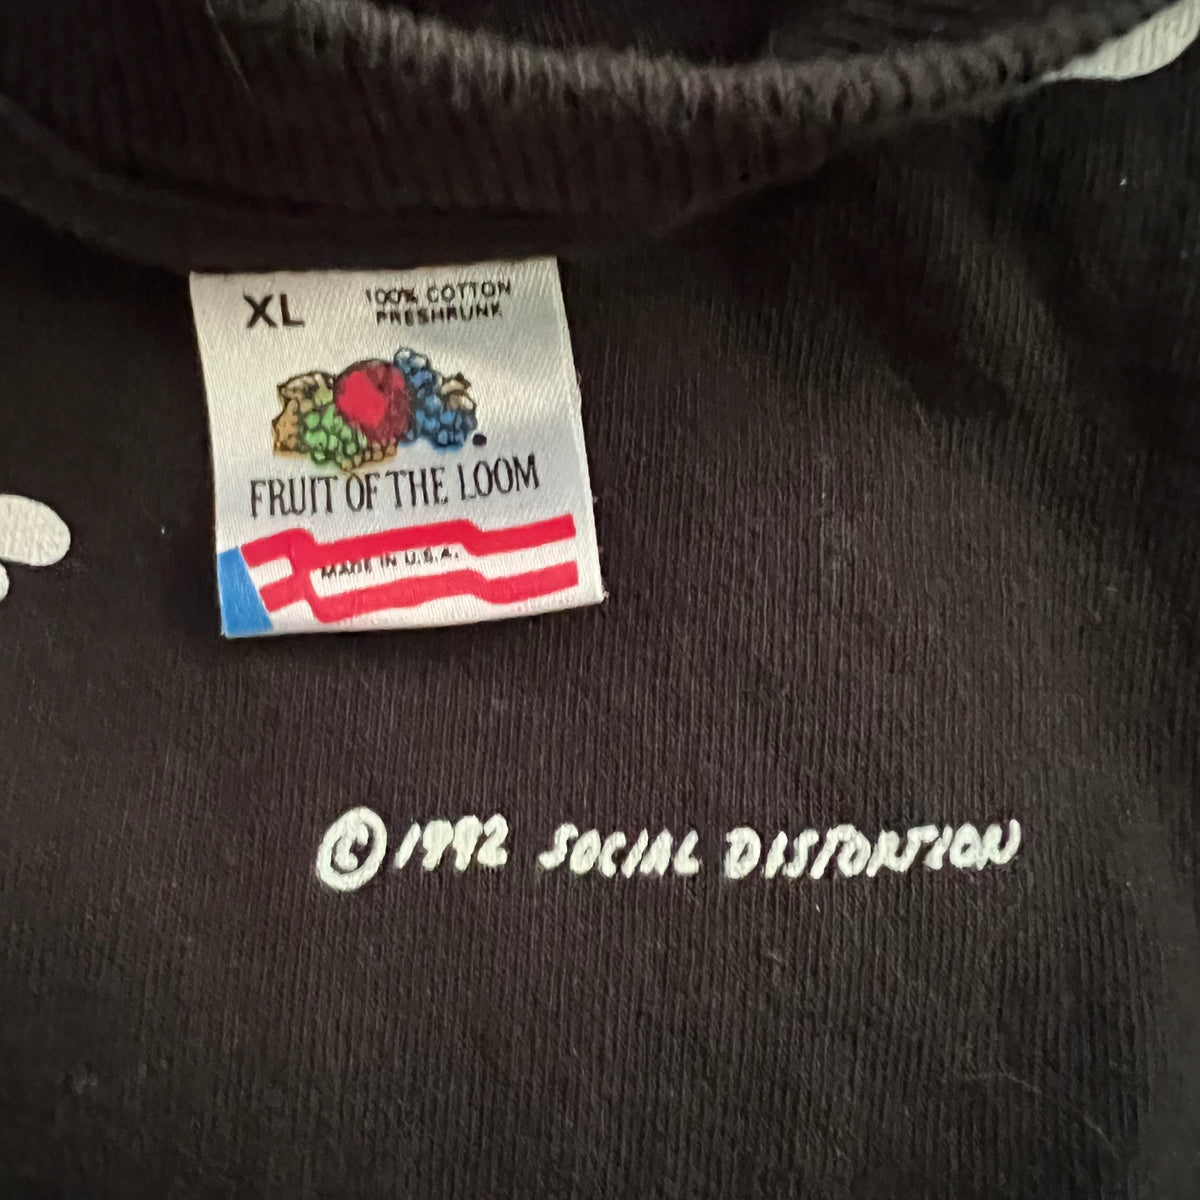 XL
100% COTTON
PRESHRUNK
FRUIT OF THE LOOM
MADE IN U.S.A.
© 1992 SOCIAL DISTORTION